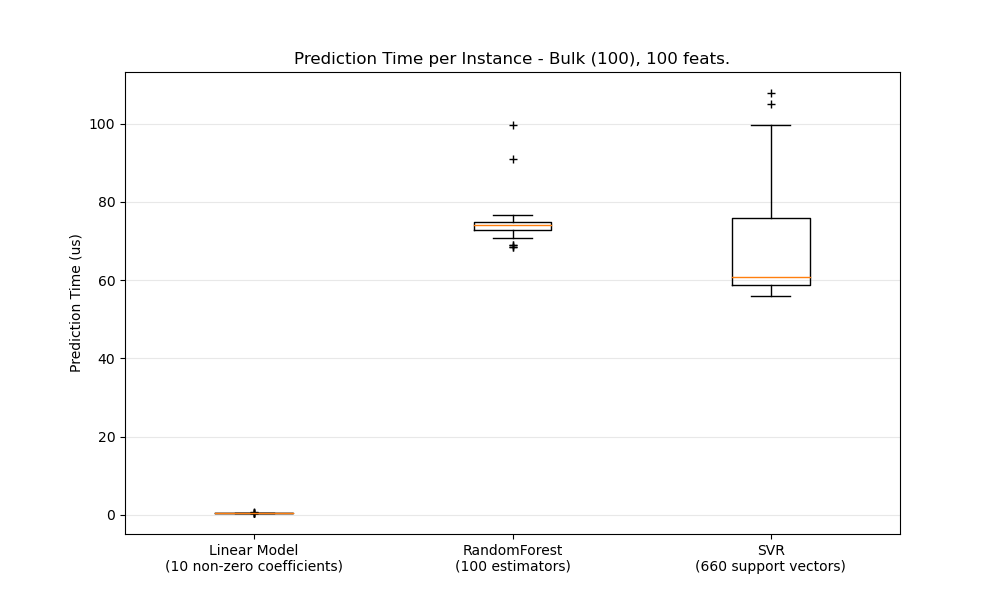 Prediction Time per Instance - Bulk (100), 100 feats.
Prediction Time (us)
100
80
60
40
20
0
Linear Model
(10 non-zero coefficients)
RandomForest
(100 estimators)
SVR
(660 support vectors)